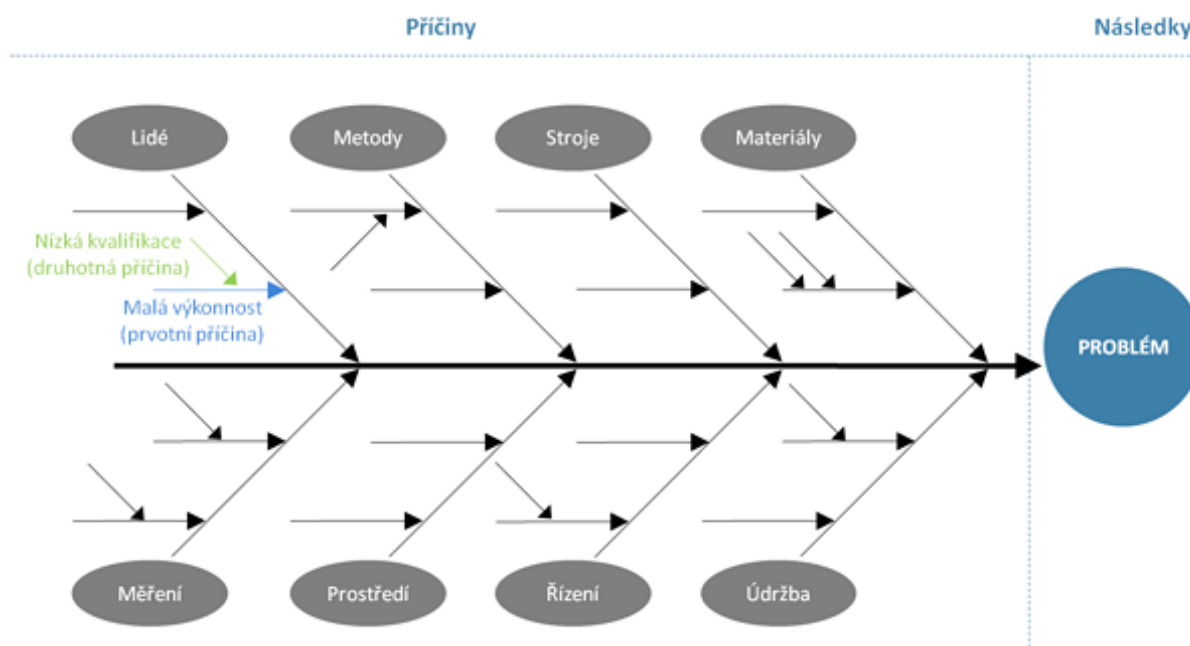 Příčiny
Následky
Lidé
Metody
Stroje
Materiály
Nízká kvalifikace
(druhotná příčina)
Malá výkonnost
(prvotní příčina)
PROBLÉM
Měření
Prostředí
Řízení
Údržba